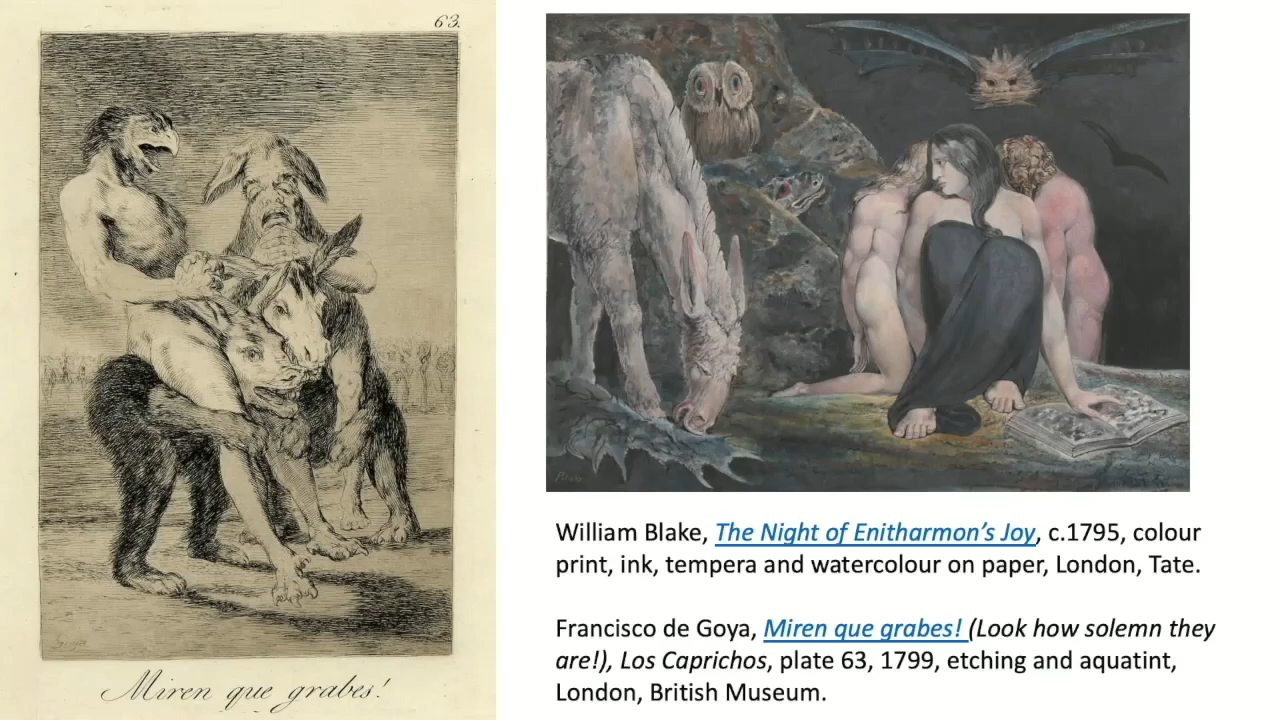 63.
Miren que grabes!
William Blake, The Night of Enitharmon’s Joy, c.1795, colour
print, ink, tempera and watercolour on paper, London, Tate.
Francisco de Goya, Miren que grabes! (Look how solemn they
are!), Los Caprichos, plate 63, 1799, etching and aquatint,
London, British Museum.